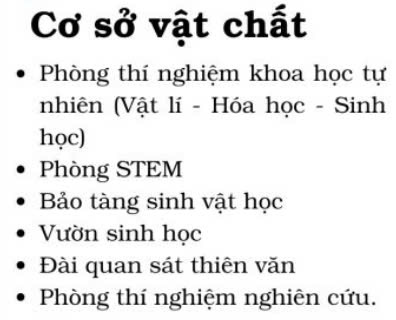 Cơ sở vật chất
• Phòng thí nghiệm khoa học tự
nhiên (Vật lí - Hóa học - Sinh
học)
• Phòng STEM
• Bảo tàng sinh vật học
• Vườn sinh học
• Đài quan sát thiên văn
• Phòng thí nghiệm nghiên cứu.